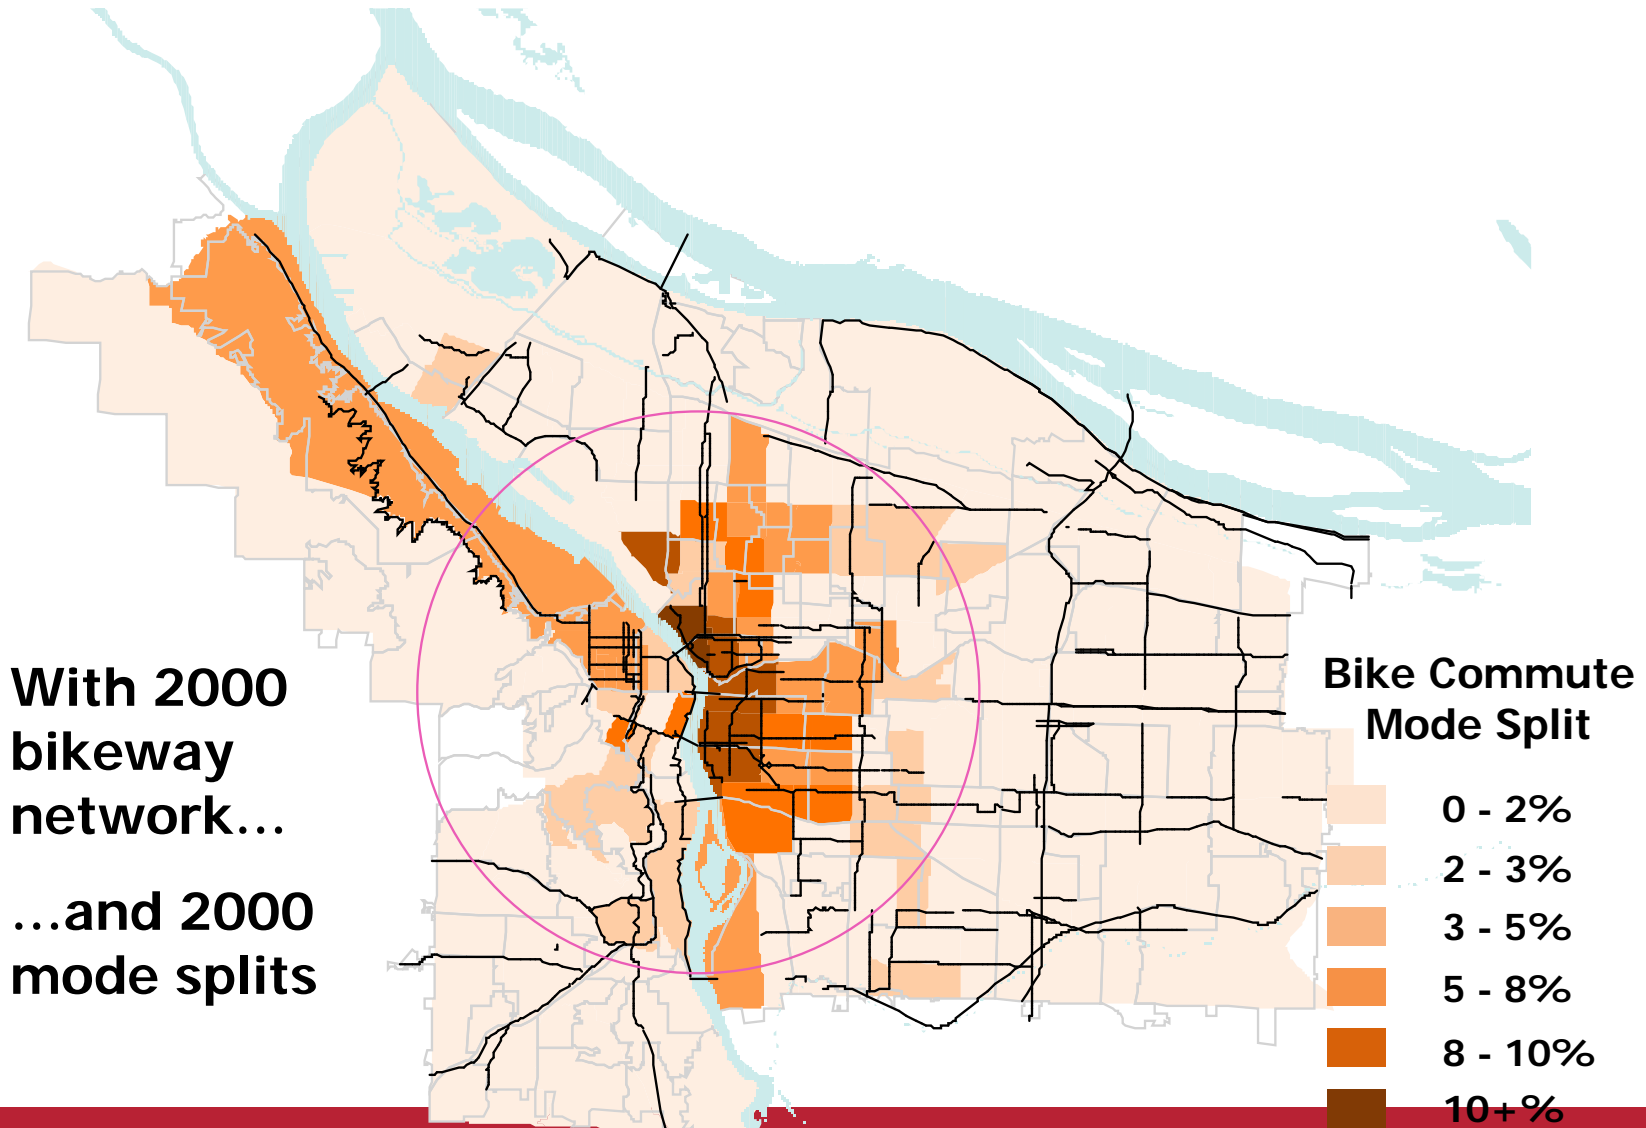 With 2000
bikeway
network...
...and 2000
mode splits
Bike Commute
Mode Split
0 - 2%
2 - 3%
3 - 5%
5 - 8%
8 - 10%
10+%